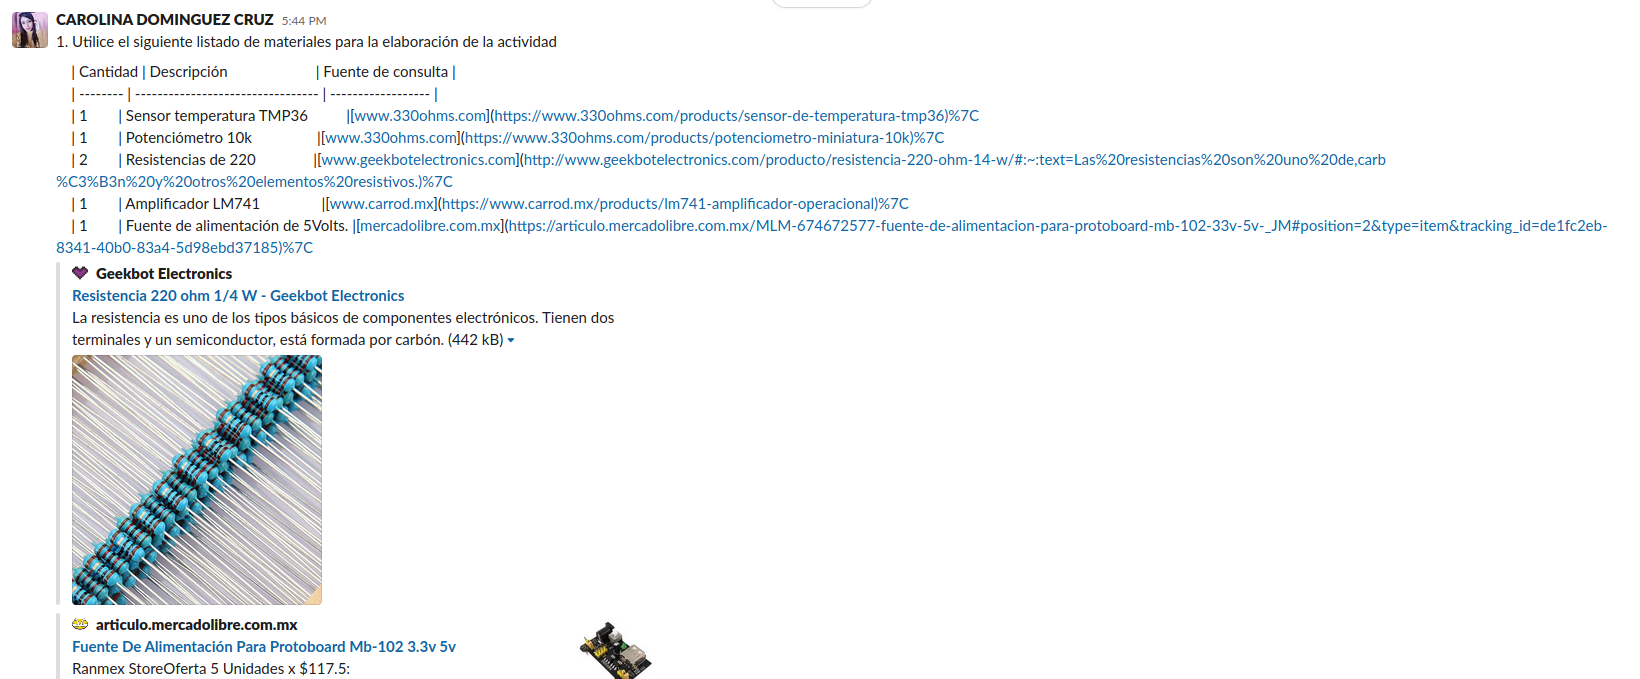 CAROLINA DOMINGUEZ CRUZ 5:44 PM
1. Utilice el siguiente listado de materiales para la elaboración de la actividad
| Cantidad | Descripción | Fuente de consulta |
| -------- | --------------------------------- | ------------------ |
| 1 | Sensor temperatura TMP36 |[www.330ohms.com](https://www.330ohms.com/products/sensor-de-temperatura-tmp36)%7C
| 1 | Potenciómetro 10k |[www.330ohms.com](https://www.330ohms.com/products/potenciometro-miniatura-10k)%7C
| 2 | Resistencias de 220 |[www.geekbotelectronics.com](http://www.geekbotelectronics.com/producto/resistencia-220-ohm-14-w/#:~:text=Las%20resistencias%20son%20uno%20de,carb
%C3%B3n%20y%20otros%20elementos%20resistivos.)%7C
| 1 | Amplificador LM741 |[www.carrod.mx](https://www.carrod.mx/products/lm741-amplificador-operacional)%7C
| 1 | Fuente de alimentación de 5Volts. |[mercadolibre.com.mx](https://articulo.mercadolibre.com.mx/MLM-674672577-fuente-de-alimentacion-para-protoboard-mb-102-33v-5v-_JM#position=2&type=item&tracking_id=de1fc2eb-
8341-40b0-83a4-5d98ebd37185)%7C
Geekbot Electronics
Resistencia 220 ohm 1/4 W - Geekbot Electronics
La resistencia es uno de los tipos básicos de componentes electrónicos. Tienen dos
terminales y un semiconductor, está formada por carbón. (442 kB)
articulo.mercadolibre.com.mx
Fuente De Alimentación Para Protoboard Mb-102 3.3v 5v
Ranmex StoreOferta 5 Unidades x $117.5: